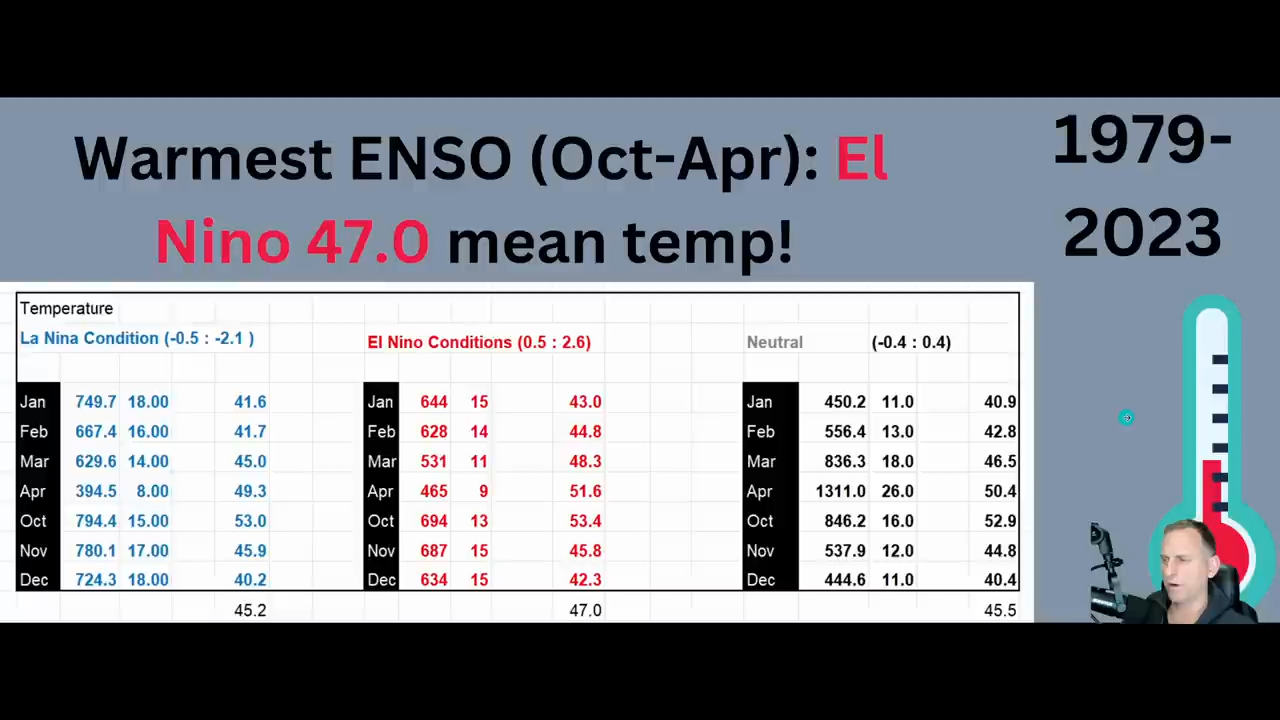 Warmest ENSO (Oct-Apr): El
Nino 47.0 mean temp!
1979-
2023
Temperature
La Nina Condition (-0.5 : -2.1 )
Jan 749.7 18.00 41.6
Feb 667.4 16.00 41.7
Mar 629.6 14.00 45.0
Apr 394.5 8.00 49.3
Oct 794.4 15.00 53.0
Nov 780.1 17.00 45.9
Dec 724.3 18.00 40.2
45.2
El Nino Conditions (0.5 : 2.6)
Jan 644 15 43.0
Feb 628 14 44.8
Mar 531 11 48.3
Apr 465 9 51.6
Oct 694 13 53.4
Nov 687 15 45.8
Dec 634 15 42.3
47.0
Neutral (-0.4 : 0.4)
Jan 450.2 11.0 40.9
Feb 556.4 13.0 42.8
Mar 836.3 18.0 46.5
Apr 1311.0 26.0 50.4
Oct 846.2 16.0 52.9
Nov 537.9 12.0 44.8
Dec 444.6 11.0 40.4
45.5